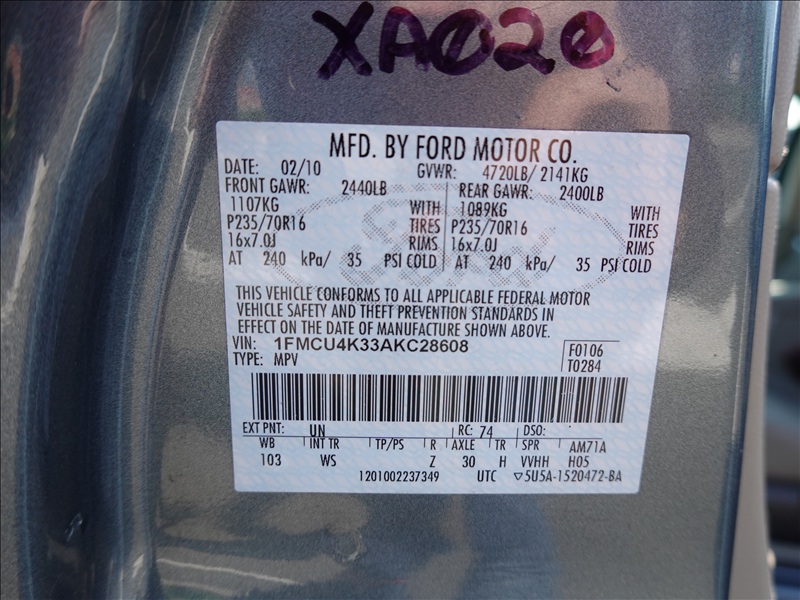 XA020
MFD. BY FORD MOTOR CO.
DATE: 02/10 GVWR: 4720LB/ 2141KG
FRONT GAWR: 2440LB REAR GAWR: 2400LB
1107KG WITH 1089KG WITH
P235/70R16 TIRES P235/70R16 TIRES
16x7.0J RIMS 16x7.0J RIMS
AT 240 kPa/ 35 PSI COLD AT 240 kPa/ 35 PSI COLD
THIS VEHICLE CONFORMS TO ALL APPLICABLE FEDERAL MOTOR
VEHICLE SAFETY AND THEFT PREVENTION STANDARDS IN
EFFECT ON THE DATE OF MANUFACTURE SHOWN ABOVE.
VIN: 1FMCU4K33AKC28608 F0106
TYPE: MPV T0284
EXT PNT: UN RC: 74 DSO:
WB INT TR TP/PS R AXLE TR SPR AM71A
103 WS Z 30 H VVHH H05
1201002237349 UTC ▽5U5A-1520472-BA